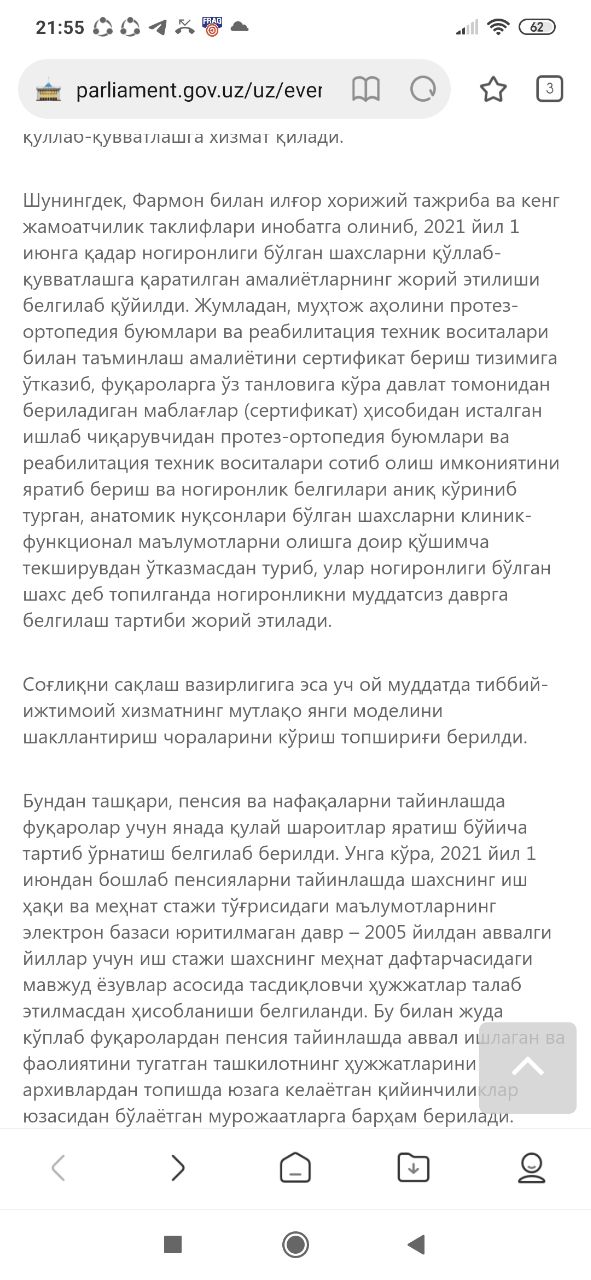 21:55
FRAG
62
parliament.gov.uz/uz/ever
3
қўллаб-қувватлашга хизмат қилади.
Шунингдек, Фармон билан илғор хорижий тажриба ва кенг
жамоатчилик таклифлари инобатга олиниб, 2021 йил 1
июнга қадар ногиронлиги бўлган шахсларни қўллаб-
қувватлашга қаратилган амалиётларнинг жорий этилиши
белгилаб қўйилди. Жумладан, муҳтож аҳолини протез-
ортопедия буюмлари ва реабилитация техник воситалари
билан таъминлаш амалиётини сертификат бериш тизимига
ўтказиб, фуқароларга ўз танловига кўра давлат томонидан
бериладиган маблағлар (сертификат) ҳисобидан исталган
ишлаб чиқарувчидан протез-ортопедия буюмлари ва
реабилитация техник воситалари сотиб олиш имкониятини
яратиб бериш ва ногиронлик белгилари аниқ кўриниб
турган, анатомик нуқсонлари бўлган шахсларни клиник-
функционал маълумотларни олишга доир қўшимча
текширувдан ўтказмасдан туриб, улар ногиронлиги бўлган
шахс деб топилганда ногиронликни муддатсиз даврга
белгилаш тартиби жорий этилади.
Соғлиқни сақлаш вазирлигига эса уч ой муддатда тиббий-
ижтимоий хизматнинг мутлақо янги моделини
шакллантириш чораларини кўриш топшириғи берилди.
Бундан ташқари, пенсия ва нафақаларни тайинлашда
фуқаролар учун янада қулай шароитлар яратиш бўйича
тартиб ўрнатиш белгилаб берилди. Унга кўра, 2021 йил 1
июндан бошлаб пенсияларни тайинлашда шахснинг иш
ҳақи ва меҳнат стажи тўғрисидаги маълумотларнинг
электрон базаси юритилмаган давр – 2005 йилдан аввалги
йиллар учун иш стажи шахснинг меҳнат дафтарчасидаги
мавжуд ёзувлар асосида тасдиқловчи ҳужжатлар талаб
этилмасдан ҳисобланиши белгиланди. Бу билан жуда
кўплаб фуқаролардан пенсия тайинлашда аввал ишлаган ва
фаолиятини тугатган ташкилотнинг ҳужжатларини
архивлардан топишда юзага келаётган қийинчиликлар
юзасидан бўлаётган мурожаатларга барҳам берилади.